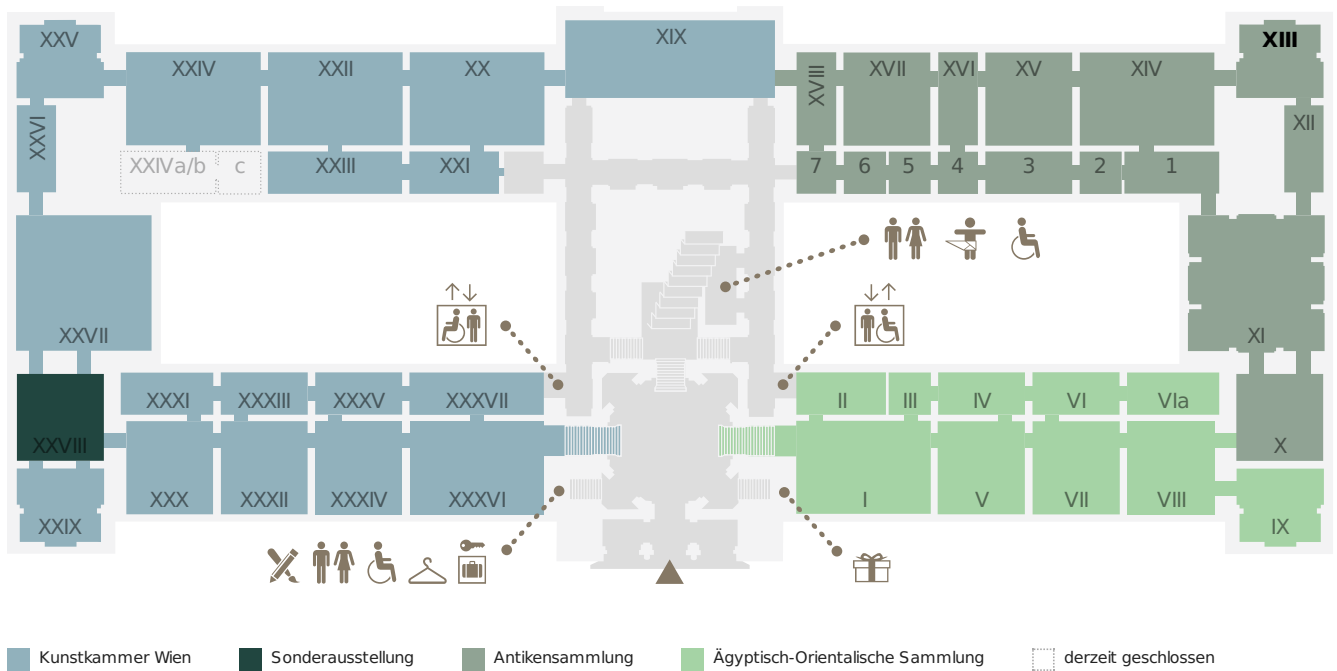 XXV
XIX
XIII
XXIV
XXII
XX
XVIII
XVII
XVI
XV
XIV
XXVI
XII
XXIVa/b
c
XXIII
XXI
7
6
5
4
3
2
1
XXVII
XI
XXXI
XXXIII
XXXV
XXXVII
II
III
IV
VI
VIa
XXVIII
X
XXX
XXXII
XXXIV
XXXVI
I
V
VII
VIII
XXIX
IX
Kunstkammer Wien
Sonderausstellung
Antikensammlung
Ägyptisch-Orientalische Sammlung
derzeit geschlossen